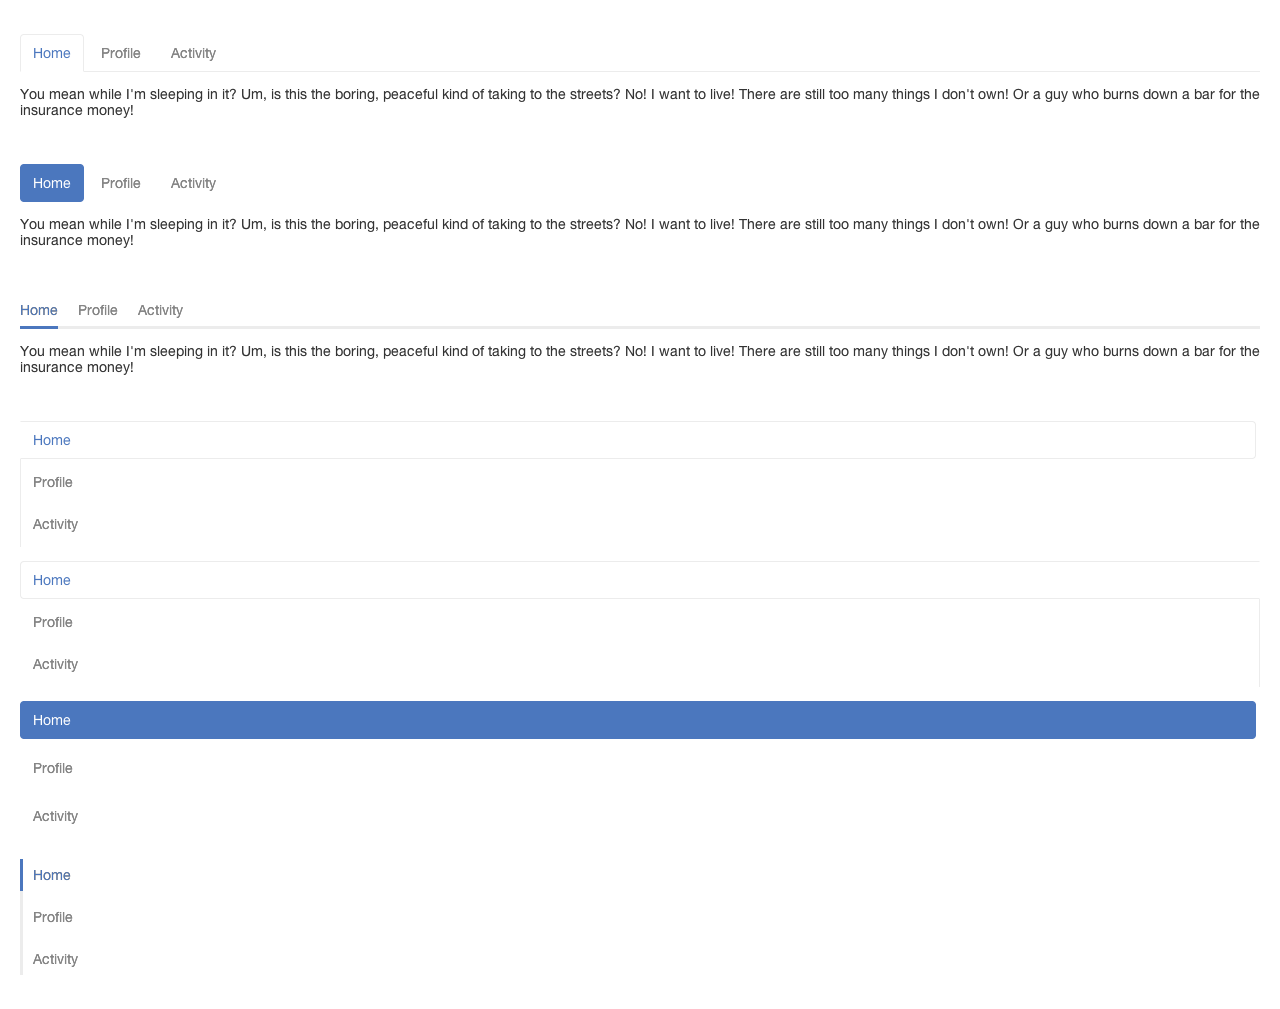 Home Profile Activity
You mean while I'm sleeping in it? Um, is this the boring, peaceful kind of taking to the streets? No! I want to live! There are still too many things I don't own! Or a guy who burns down a bar for the
insurance money!
Home Profile Activity
You mean while I'm sleeping in it? Um, is this the boring, peaceful kind of taking to the streets? No! I want to live! There are still too many things I don't own! Or a guy who burns down a bar for the
insurance money!
Home Profile Activity
You mean while I'm sleeping in it? Um, is this the boring, peaceful kind of taking to the streets? No! I want to live! There are still too many things I don't own! Or a guy who burns down a bar for the
insurance money!
Home
Profile
Activity
Home
Profile
Activity
Home
Profile
Activity
Home
Profile
Activity